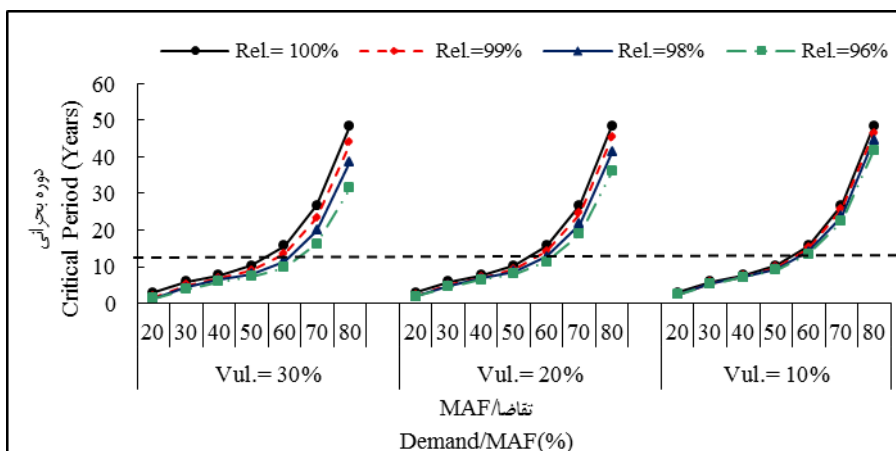 Rel.= 100% Rel.=99% Rel.=98% Rel.=96%
دوره بحرانی
Critical Period (Years)
60
50
40
30
20
10
0
20 30 40 50 60 70 80 20 30 40 50 60 70 80 20 30 40 50 60 70 80
Vul.= 30% Vul.= 20% Vul.= 10%
تقاضا/MAF
Demand/MAF(%)